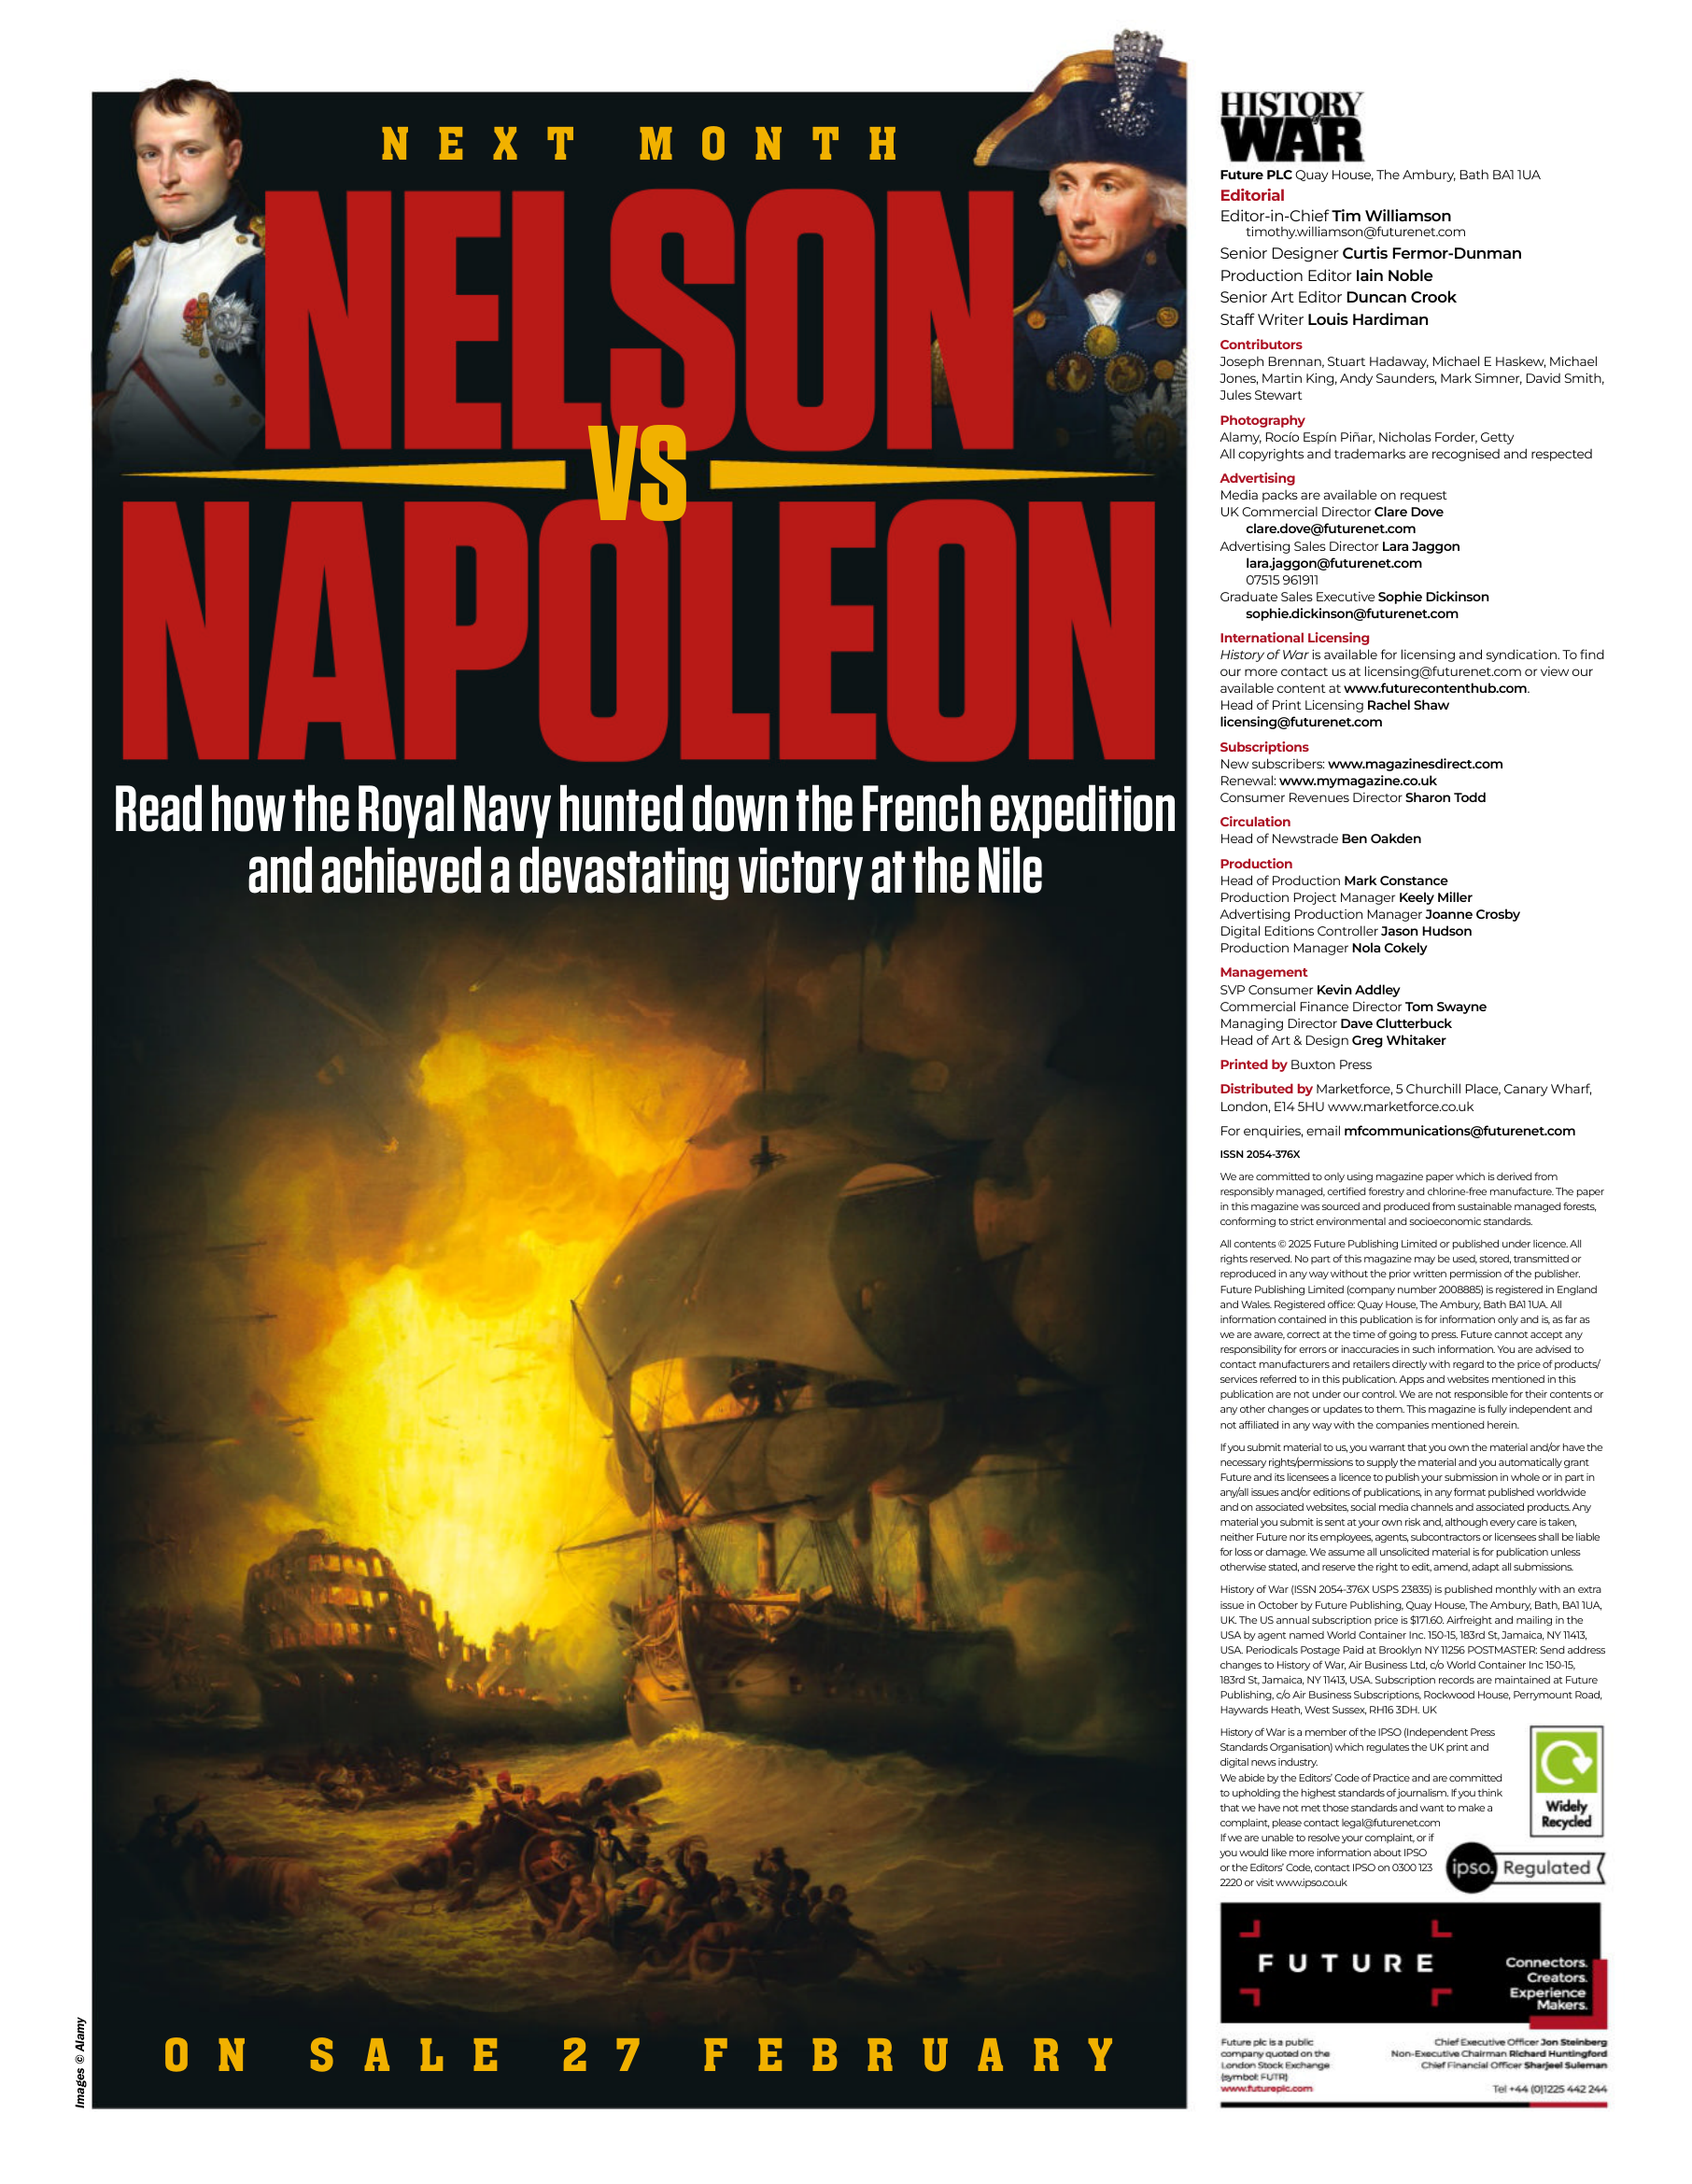 NEXT MONTH
NELSON
VS
NAPOLEON
Read how the Royal Navy hunted down the French expedition
and achieved a devastating victory at the Nile
ON SALE 27 FEBRUARY
Images © Alamy
HISTORY
of
WAR
Future PLC Quay House, The Ambury, Bath BA1 1UA
Editorial
Editor-in-Chief Tim Williamson
timothy.williamson@futurenet.com
Senior Designer Curtis Fermor-Dunman
Production Editor Iain Noble
Senior Art Editor Duncan Crook
Staff Writer Louis Hardiman
Contributors
Joseph Brennan, Stuart Hadaway, Michael E Haskew, Michael
Jones, Martin King, Andy Saunders, Mark Simner, David Smith,
Jules Stewart
Photography
Alamy, Rocío Espín Piñar, Nicholas Forder, Getty
All copyrights and trademarks are recognised and respected
Advertising
Media packs are available on request
UK Commercial Director Clare Dove
clare.dove@futurenet.com
Advertising Sales Director Lara Jaggon
lara.jaggon@futurenet.com
07515 961911
Graduate Sales Executive Sophie Dickinson
sophie.dickinson@futurenet.com
International Licensing
History of War is available for licensing and syndication. To find
our more contact us at licensing@futurenet.com or view our
available content at www.futurecontenthub.com.
Head of Print Licensing Rachel Shaw
licensing@futurenet.com
Subscriptions
New subscribers: www.magazinesdirect.com
Renewal: www.mymagazine.co.uk
Consumer Revenues Director Sharon Todd
Circulation
Head of Newstrade Ben Oakden
Production
Head of Production Mark Constance
Production Project Manager Keely Miller
Advertising Production Manager Joanne Crosby
Digital Editions Controller Jason Hudson
Production Manager Nola Cokely
Management
SVP Consumer Kevin Addley
Commercial Finance Director Tom Swayne
Managing Director Dave Clutterbuck
Head of Art & Design Greg Whitaker
Printed by Buxton Press
Distributed by Marketforce, 5 Churchill Place, Canary Wharf,
London, E14 5HU www.marketforce.co.uk
For enquiries, email mfcommunications@futurenet.com
ISSN 2054-376X
We are committed to only using magazine paper which is derived from
responsibly managed, certified forestry and chlorine-free manufacture. The paper
in this magazine was sourced and produced from sustainable managed forests,
conforming to strict environmental and socioeconomic standards.
All contents © 2025 Future Publishing Limited or published under licence. All
rights reserved. No part of this magazine may be used, stored, transmitted or
reproduced in any way without the prior written permission of the publisher.
Future Publishing Limited (company number 2008885) is registered in England
and Wales. Registered office: Quay House, The Ambury, Bath BA1 1UA. All
information contained in this publication is for information only and is, as far as
we are aware, correct at the time of going to press. Future cannot accept any
responsibility for errors or inaccuracies in such information. You are advised to
contact manufacturers and retailers directly with regard to the price of products/
services referred to in this publication. Apps and websites mentioned in this
publication are not under our control. We are not responsible for their contents or
any other changes or updates to them. This magazine is fully independent and
not affiliated in any way with the companies mentioned herein.
If you submit material to us, you warrant that you own the material and/or have the
necessary rights/permissions to supply the material and you automatically grant
Future and its licensees a licence to publish your submission in whole or in part in
any/all issues and/or editions of publications, in any format published worldwide
and on associated websites, social media channels and associated products. Any
material you submit is sent at your own risk and, although every care is taken,
neither Future nor its employees, agents, subcontractors or licensees shall be liable
for loss or damage. We assume all unsolicited material is for publication unless
otherwise stated, and reserve the right to edit, amend, adapt all submissions.
History of War (ISSN 2054-376X USPS 23835) is published monthly with an extra
issue in October by Future Publishing, Quay House, The Ambury, Bath, BA1 1UA,
UK. The US annual subscription price is $171.60. Airfreight and mailing in the
USA by agent named World Container Inc. 150-15, 183rd St, Jamaica, NY 11413,
USA. Periodicals Postage Paid at Brooklyn NY 11256 POSTMASTER: Send address
changes to History of War, Air Business Ltd, c/o World Container Inc 150-15,
183rd St, Jamaica, NY 11413, USA. Subscription records are maintained at Future
Publishing, c/o Air Business Subscriptions, Rockwood House, Perrymount Road,
Haywards Heath, West Sussex, RH16 3DH. UK
History of War is a member of the IPSO (Independent Press
Standards Organisation) which regulates the UK print and
digital news industry.
We abide by the Editors' Code of Practice and are committed
to upholding the highest standards of journalism. If you think
that we have not met those standards and want to make a
complaint, please contact legal@futurenet.com
If we are unable to resolve your complaint, or if
you would like more information about IPSO
or the Editors' Code, contact IPSO on 0300 123
2220 or visit www.ipso.co.uk
Widely
Recycled
ipso. Regulated
FUTURE
Connectors.
Creators.
Experience
Makers.
Future plc is a public
company quoted on the
London Stock Exchange
(symbol: FUTR)
www.futureplc.com
Chief Executive Officer Jon Steinberg
Non-Executive Chairman Richard Huntingford
Chief Financial Officer Sharjeel Suleman
Tel +44 (0)1225 442 244